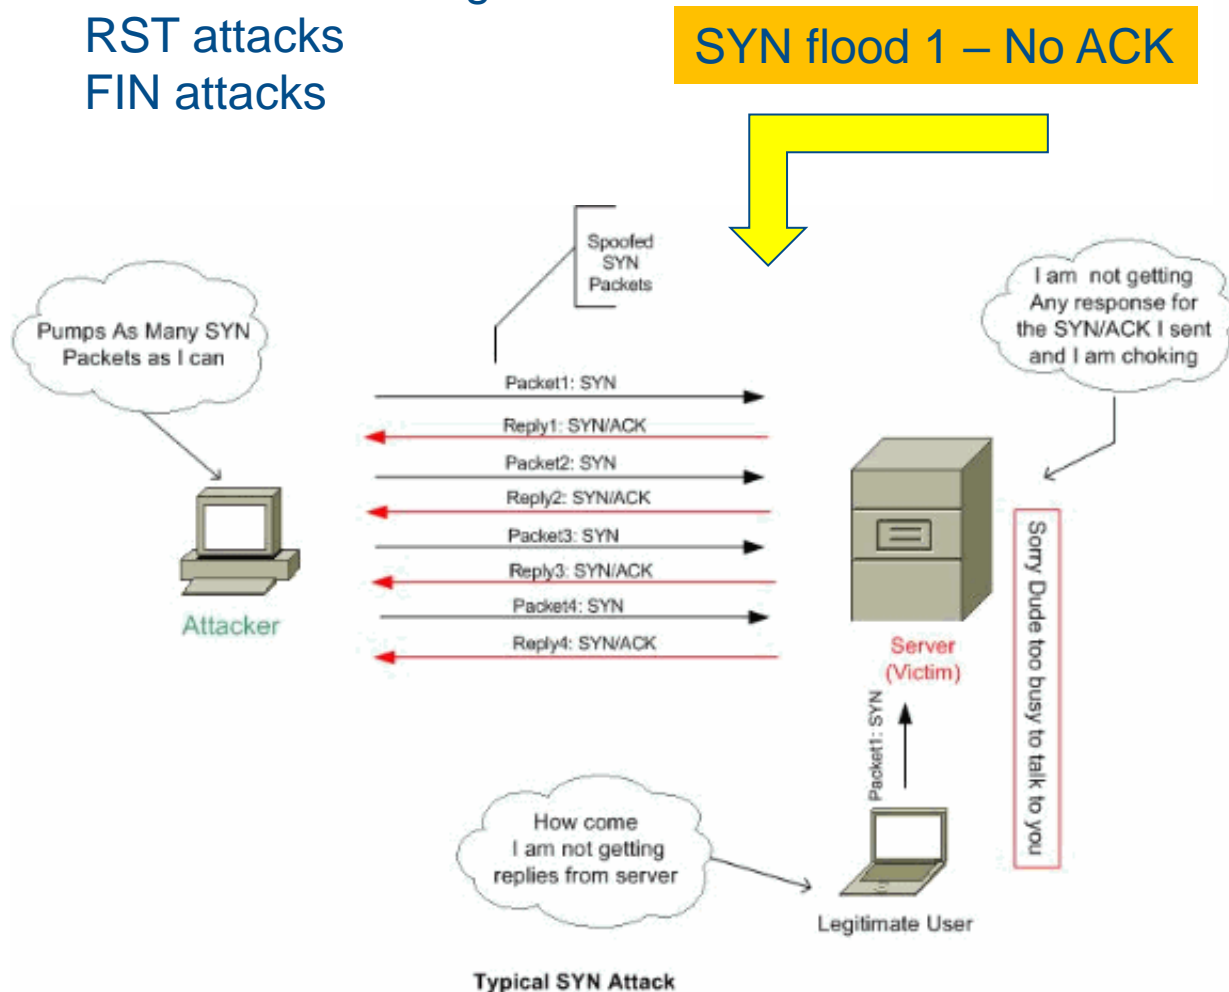 RST attacks
FIN attacks
SYN flood 1 – No ACK
Spoofed
SYN
Packets
Pumps As Many SYN
Packets as I can
I am not getting
Any response for
the SYN/ACK I sent
and I am choking
Packet1: SYN
Reply1: SYN/ACK
Packet2: SYN
Reply2: SYN/ACK
Packet3: SYN
Reply3: SYN/ACK
Packet4: SYN
Reply4: SYN/ACK
Attacker
Server
(Victim)
Sorry Dude too busy to talk to you
Packet1: SYN
How come
I am not getting
replies from server
Legitimate User
Typical SYN Attack